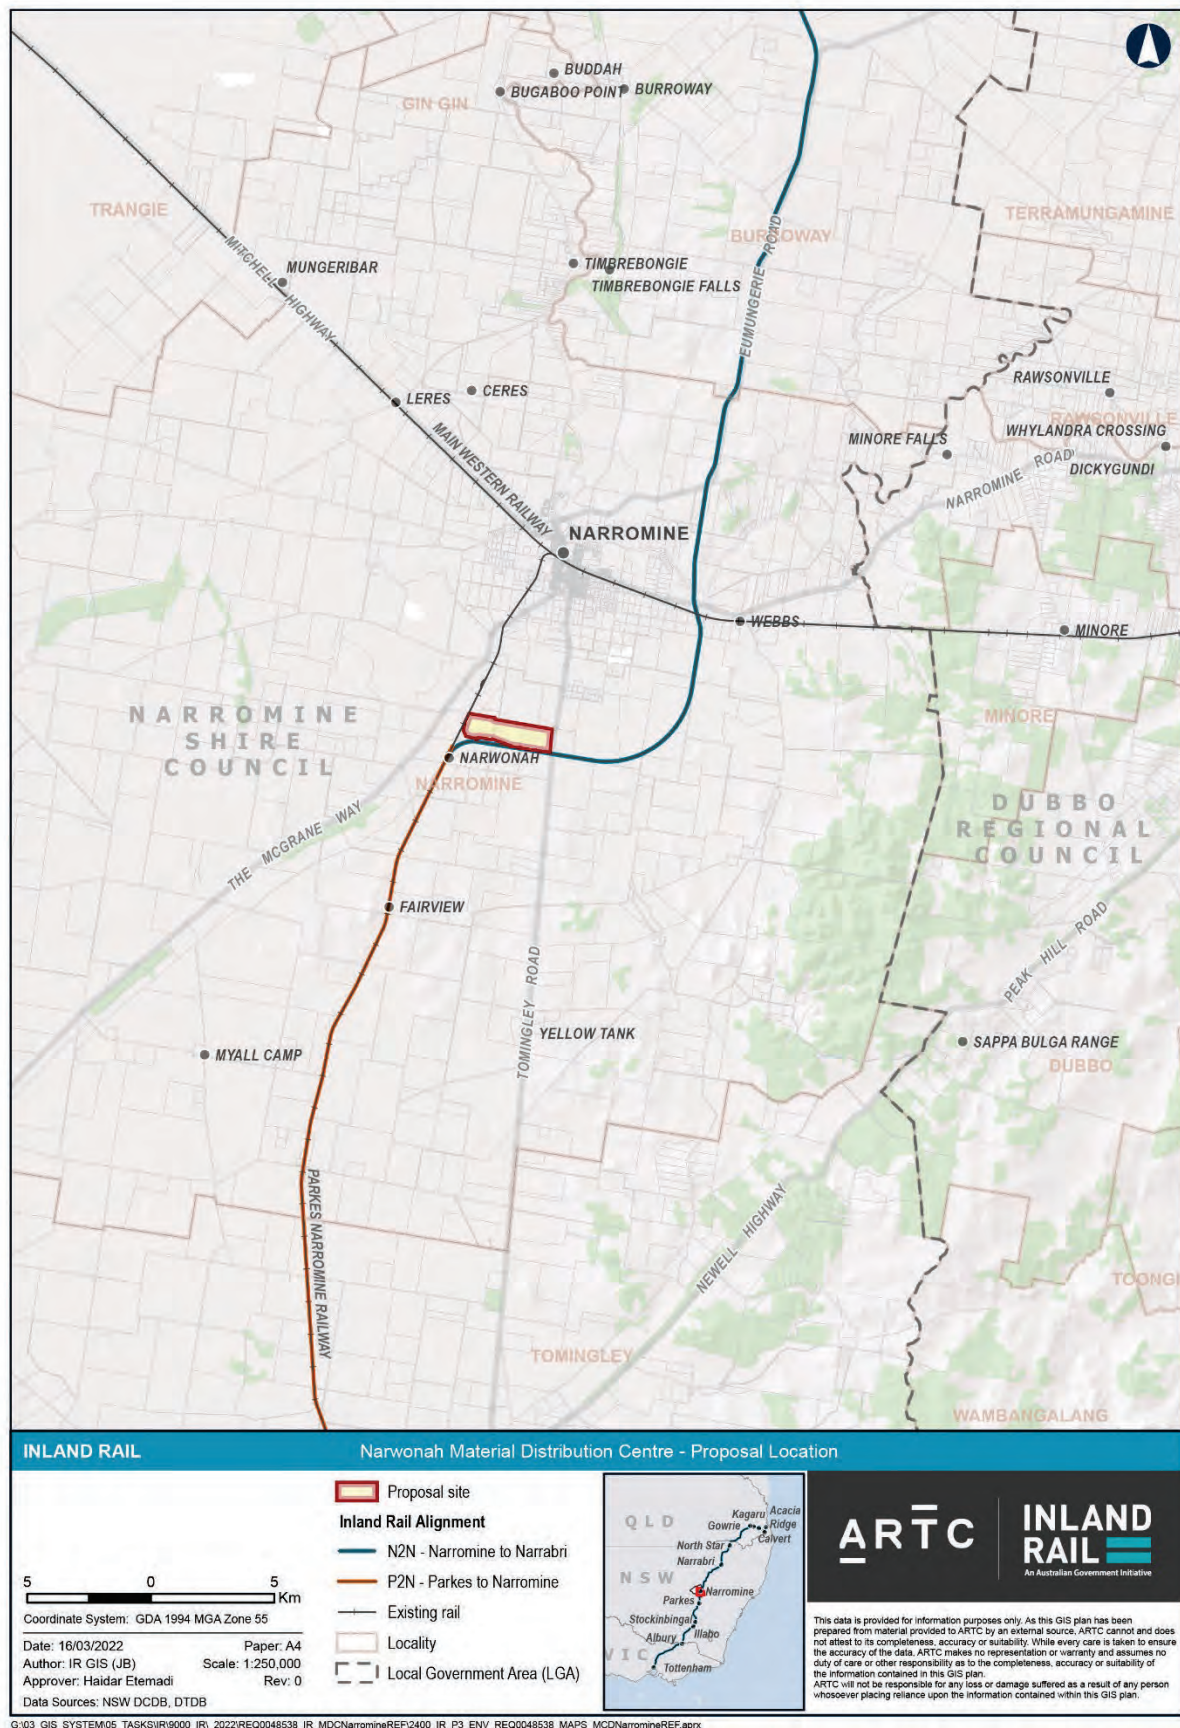 BUDDAH
BUGABOO POINT
BURROWAY
GIN GIN
TRANGIE
BURROWAY
TERRAMUNGAMINE
MITCHELL HIGHWAY
MUNGERIBAR
TIMBREBONGIE
TIMBREBONGIE FALLS
EUMUNGERIE ROAD
LERES
CERES
RAWSONVILLE
RAWSONVILLE
WHYLANDRA CROSSING
MINORE FALLS
DICKYGUNDI
NARROMINE ROAD
MAIN WESTERN RAILWAY
NARROMINE
WEBBS
MINORE
NARROMINE
SHIRE
COUNCIL
MINORE
NARWONAH
NARROMINE
DUBBO
REGIONAL
COUNCIL
THE MCGRANE WAY
FAIRVIEW
TOMINGLEY ROAD
PEAK HILL ROAD
YELLOW TANK
MYALL CAMP
SAPPA BULGA RANGE
DUBBO
PARKES NARROMINE RAILWAY
NEWELL HIGHWAY
TOONGI
TOMINGLEY
WAMBANGALANG
INLAND RAIL
Narwonah Material Distribution Centre - Proposal Location
5 0 5
Km
Coordinate System: GDA 1994 MGA Zone 55
Date: 16/03/2022 Paper: A4
Author: IR GIS (JB) Scale: 1:250,000
Approver: Haidar Etemadi Rev: 0
Data Sources: NSW DCDB, DTDB
Proposal site
Inland Rail Alignment
N2N - Narromine to Narrabri
P2N - Parkes to Narromine
Existing rail
Locality
Local Government Area (LGA)
QLD
Kagaru
Acacia
Ridge
Gowrie
Calvert
North Star
Narrabri
NSW
Narromine
Parkes
Stockinbingal
Illabo
Albury
VIC
Tottenham
ARTC
INLAND
RAIL
An Australian Government Initiative
This data is provided for information purposes only. As this GIS plan has been
prepared from material provided to ARTC by an external source, ARTC cannot and does
not attest to its completeness, accuracy or suitability. While every care is taken to ensure
the accuracy of the data, ARTC makes no representation or warranty and assumes no
duty of care or other responsibility as to the completeness, accuracy or suitability of
the information contained in this GIS plan.
ARTC will not be responsible for any loss or damage suffered as a result of any person
whosoever placing reliance upon the information contained within this GIS plan.
G:\03_GIS_SYSTEM\05_TASKS\IR\9000_IR\_2022\REQ0048538_IR_MDCNarromineREF\2400_IR_P3_ENV_REQ0048538_MAPS_MCDNarromineREF.aprx